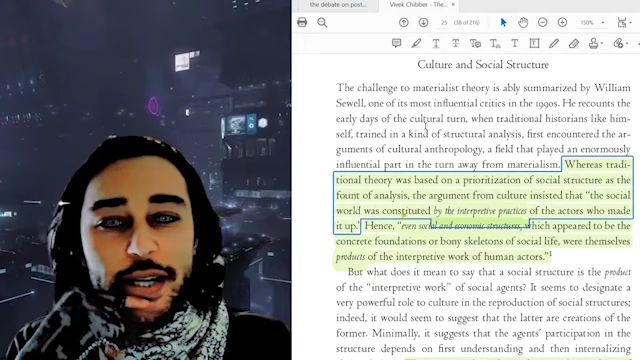 the debate on post...
Vivek Chibber - The...
25 (38 of 216)
150%
Culture and Social Structure
The challenge to materialist theory is ably summarized by William
Sewell, one of its most influential critics in the 1990s. He recounts the
early days of the cultural turn, when traditional historians like him-
self, trained in a kind of structural analysis, first encountered the ar-
guments of cultural anthropology, a field that played an enormously
influential part in the turn away from materialism. Whereas tradi-
tional theory was based on a prioritization of social structure as the
fount of analysis, the argument from culture insisted that “the social
world was constituted by the interpretive practices of the actors who made
it up.” Hence, “even social and economic structures, which appeared to be the
concrete foundations or bony skeletons of social life, were themselves
products of the interpretive work of human actors.”1
But what does it mean to say that a social structure is the product
of the “interpretive work” of social agents? It seems to designate a
very powerful role to culture in the reproduction of social structures;
indeed, it would seem to suggest that the latter are creations of the
former. Minimally, it suggests that the agents’ participation in the
structure depends on first understanding and then internalizing